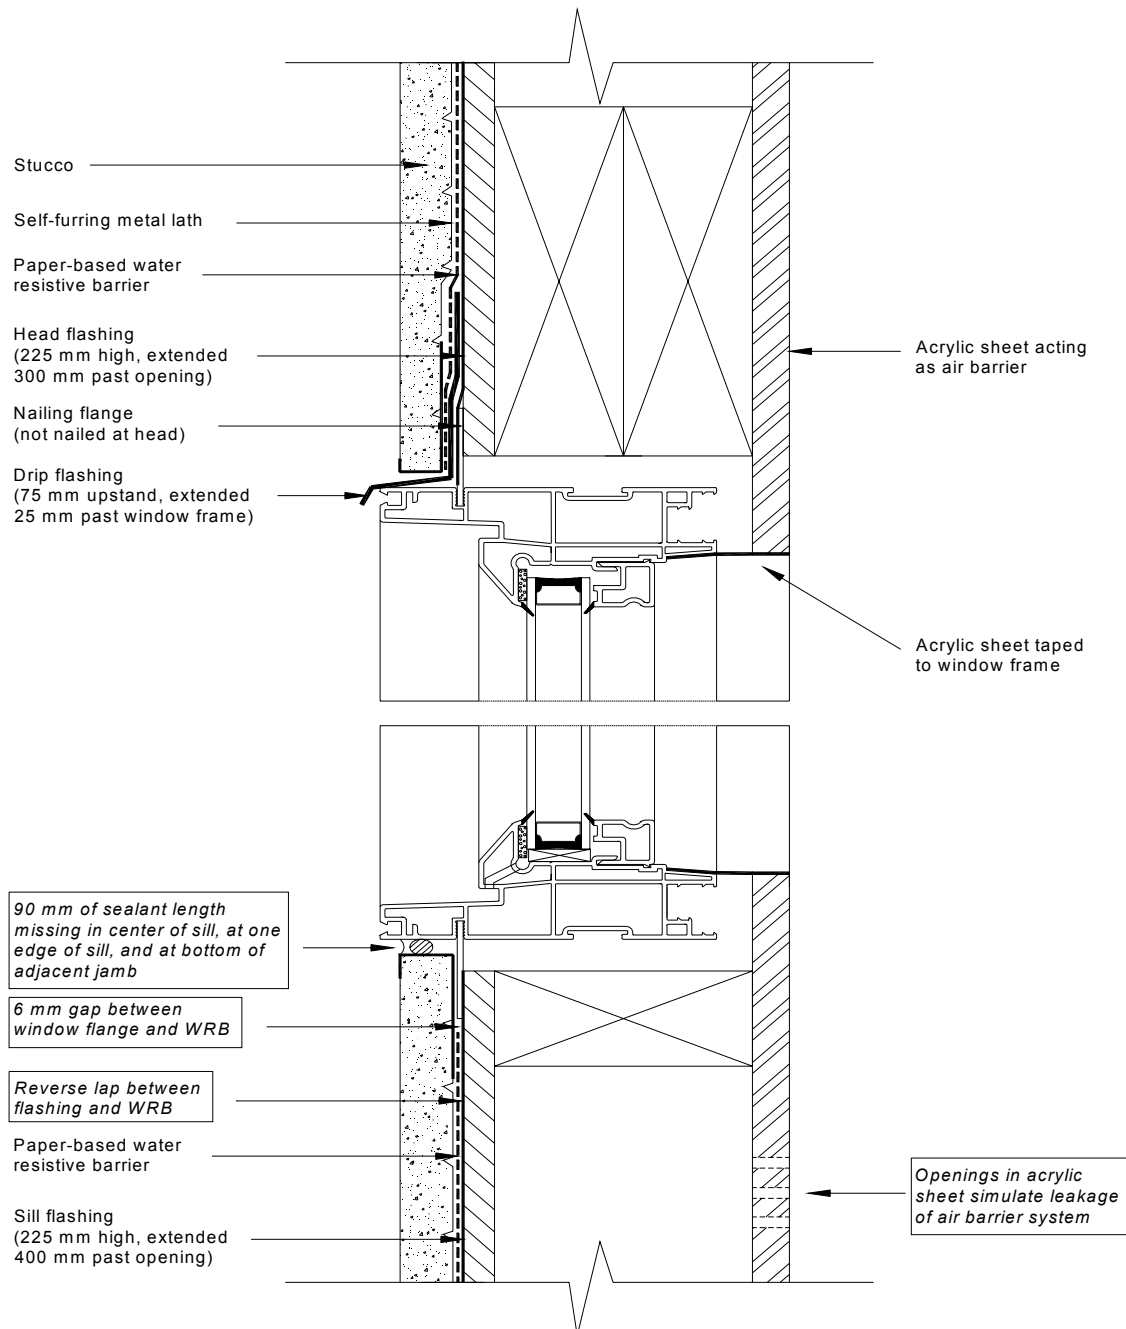 Stucco
Self-furring metal lath
Paper-based water
resistive barrier
Head flashing
(225 mm high, extended
300 mm past opening)
Nailing flange
(not nailed at head)
Drip flashing
(75 mm upstand, extended
25 mm past window frame)
Acrylic sheet acting
as air barrier
Acrylic sheet taped
to window frame
90 mm of sealant length
missing in center of sill, at one
edge of sill, and at bottom of
adjacent jamb
6 mm gap between
window flange and WRB
Reverse lap between
flashing and WRB
Paper-based water
resistive barrier
Sill flashing
(225 mm high, extended
400 mm past opening)
Openings in acrylic
sheet simulate leakage
of air barrier system